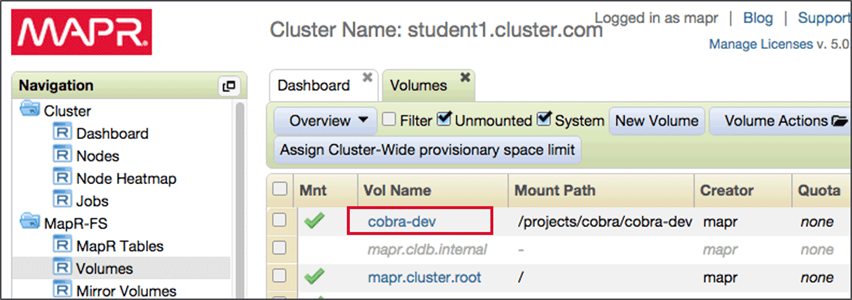 MAPR.
Cluster Name: student1.cluster.com
Logged in as mapr | Blog | Support
Manage Licenses v. 5.0
Navigation
Cluster
Dashboard
Nodes
Node Heatmap
Jobs
MapR-FS
MapR Tables
Volumes
Mirror Volumes
Dashboard Volumes
Overview Filter Unmounted System New Volume Volume Actions
Assign Cluster-Wide provisionary space limit
Mnt Vol Name Mount Path Creator Quota
cobra-dev /projects/cobra/cobra-dev mapr none
mapr.cldb.internal - mapr none
mapr.cluster.root / mapr none